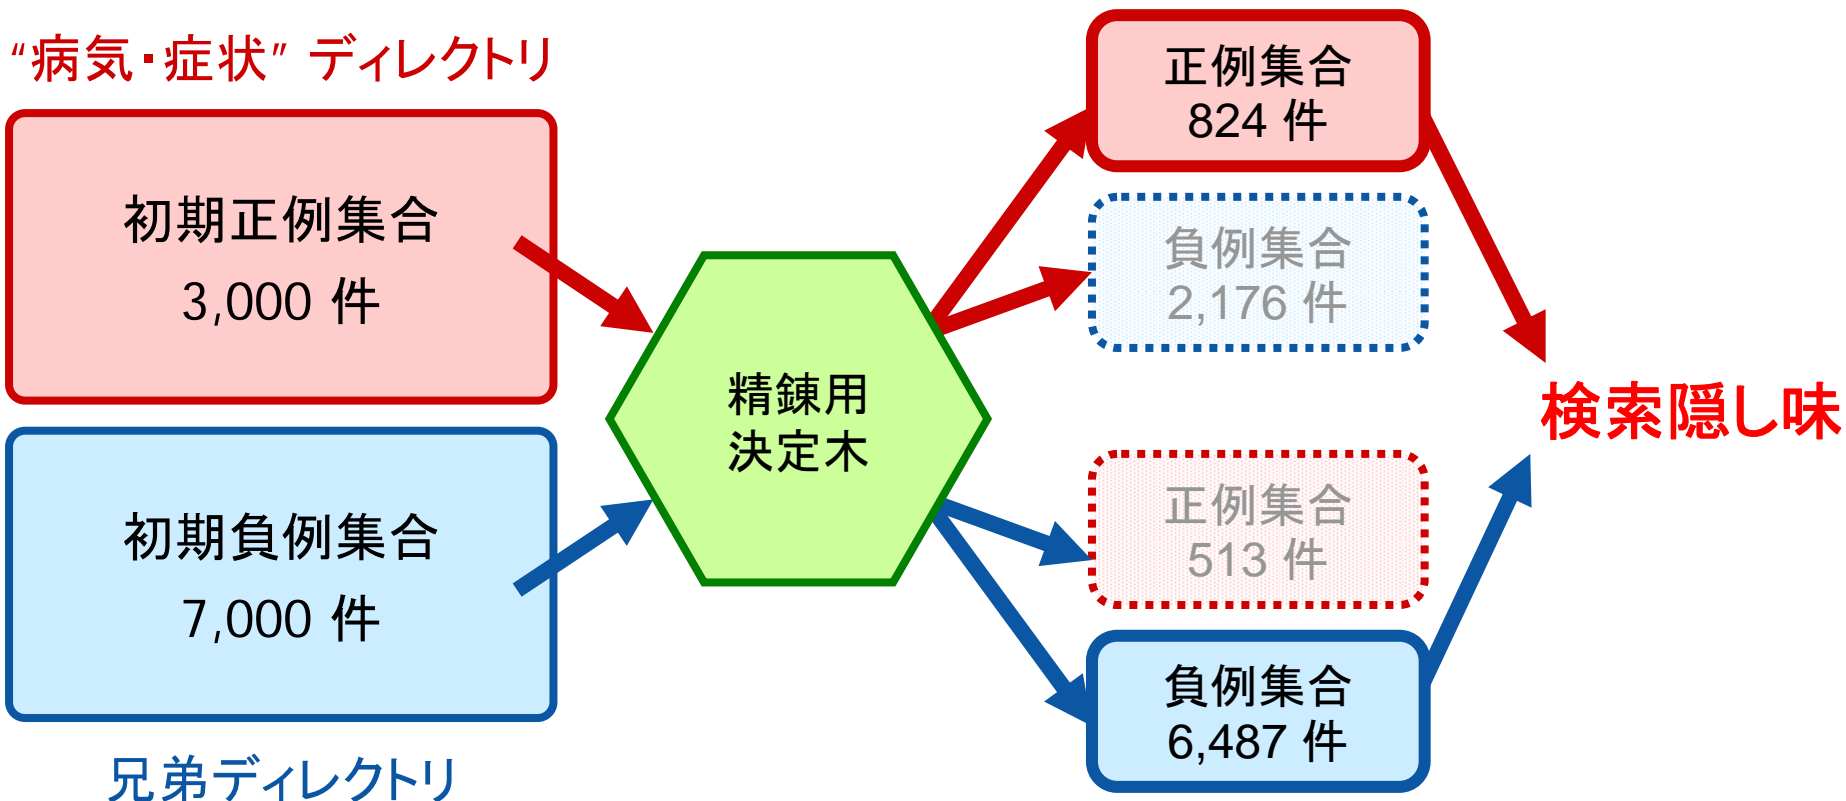 “病気・症状” ディレクトリ
初期正例集合
3,000 件
初期負例集合
7,000 件
兄弟ディレクトリ
精錬用
決定木
正例集合
824 件
負例集合
2,176 件
正例集合
513 件
負例集合
6,487 件
検索隠し味